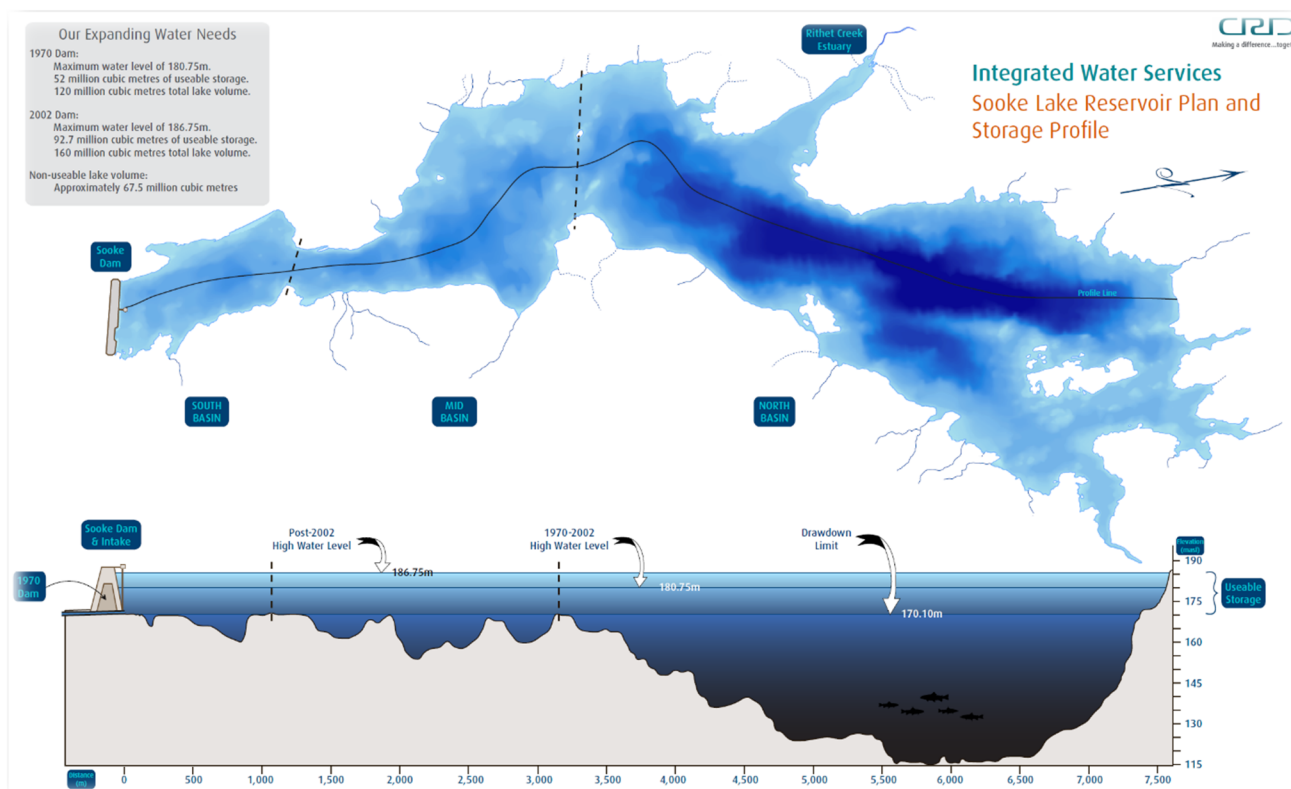 Our Expanding Water Needs
1970 Dam:
Maximum water level of 180.75m.
52 million cubic metres of useable storage.
120 million cubic metres total lake volume.
2002 Dam:
Maximum water level of 186.75m.
92.7 million cubic metres of useable storage.
160 million cubic metres total lake volume.
Non-useable lake volume:
Approximately 67.5 million cubic metres
Rithet Creek
Estuary
CRD
Making a difference...together
Integrated Water Services
Sooke Lake Reservoir Plan and
Storage Profile
Sooke
Dam
Profile Line
SOUTH
BASIN
MID
BASIN
NORTH
BASIN
Sooke Dam
& Intake
1970
Dam
Post-2002
High Water Level
186.75m
1970-2002
High Water Level
180.75m
Drawdown
Limit
170.10m
Elevation
(masl)
190
175
160
145
130
115
Useable
Storage
Distance
(m)
0 500 1,000 1,500 2,000 2,500 3,000 3,500 4,000 4,500 5,000 5,500 6,000 6,500 7,000 7,500